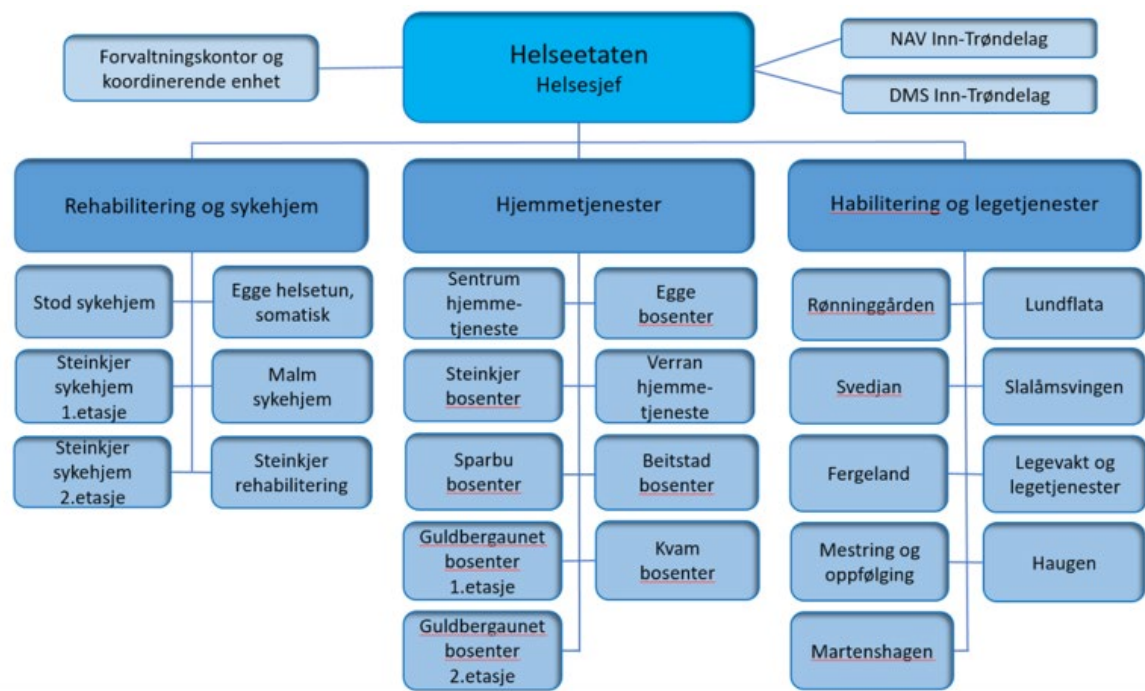 Forvaltningskontor og
koordinerende enhet
Helseetaten
Helsesjef
NAV Inn-Trøndelag
DMS Inn-Trøndelag
Rehabilitering og sykehjem
Hjemmetjenester
Habilitering og legetjenester
Stod sykehjem
Egge helsetun,
somatisk
Steinkjer
sykehjem
1.etasje
Malm
sykehjem
Steinkjer
sykehjem
2.etasje
Steinkjer
rehabilitering
Sentrum
hjemme-
tjeneste
Egge
bosenter
Steinkjer
bosenter
Verran
hjemme-
tjeneste
Sparbu
bosenter
Beitstad
bosenter
Guldbergaunet
bosenter
1.etasje
Kvam
bosenter
Guldbergaunet
bosenter
2.etasje
Rønninggården
Lundflata
Svedjan
Slalåmsvingen
Fergeland
Legevakt og
legetjenester
Mestring og
oppfølging
Haugen
Martenshagen